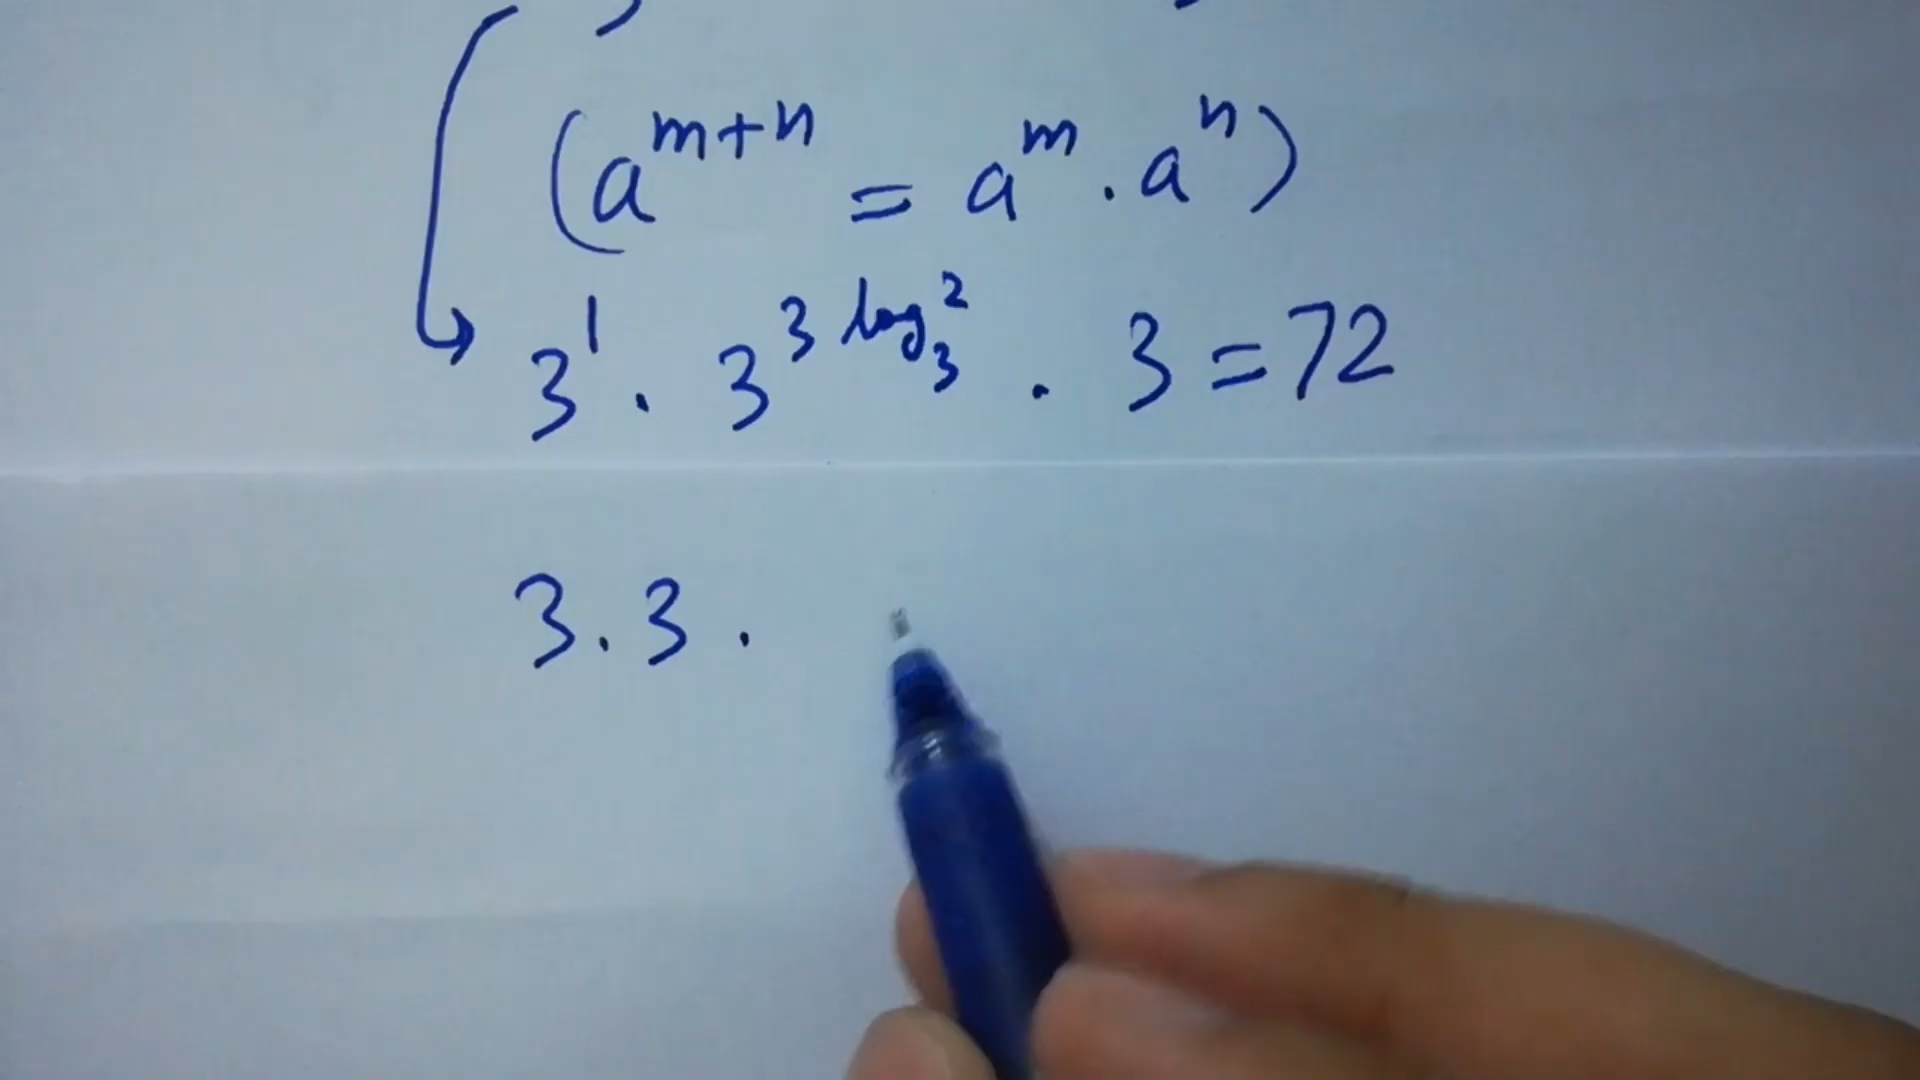 (a^{m+n} = a^m . a^n)
3^1 . 3^{3 log_3 2} . 3 = 72
3 . 3 .